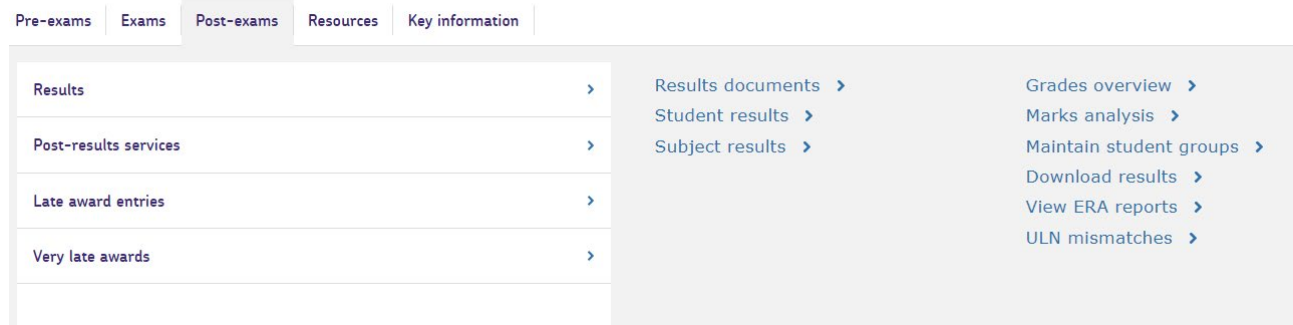 Pre-exams Exams Post-exams Resources Key information
Results
Post-results services
Late award entries
Very late awards
Results documents
Student results
Subject results
Grades overview
Marks analysis
Maintain student groups
Download results
View ERA reports
ULN mismatches